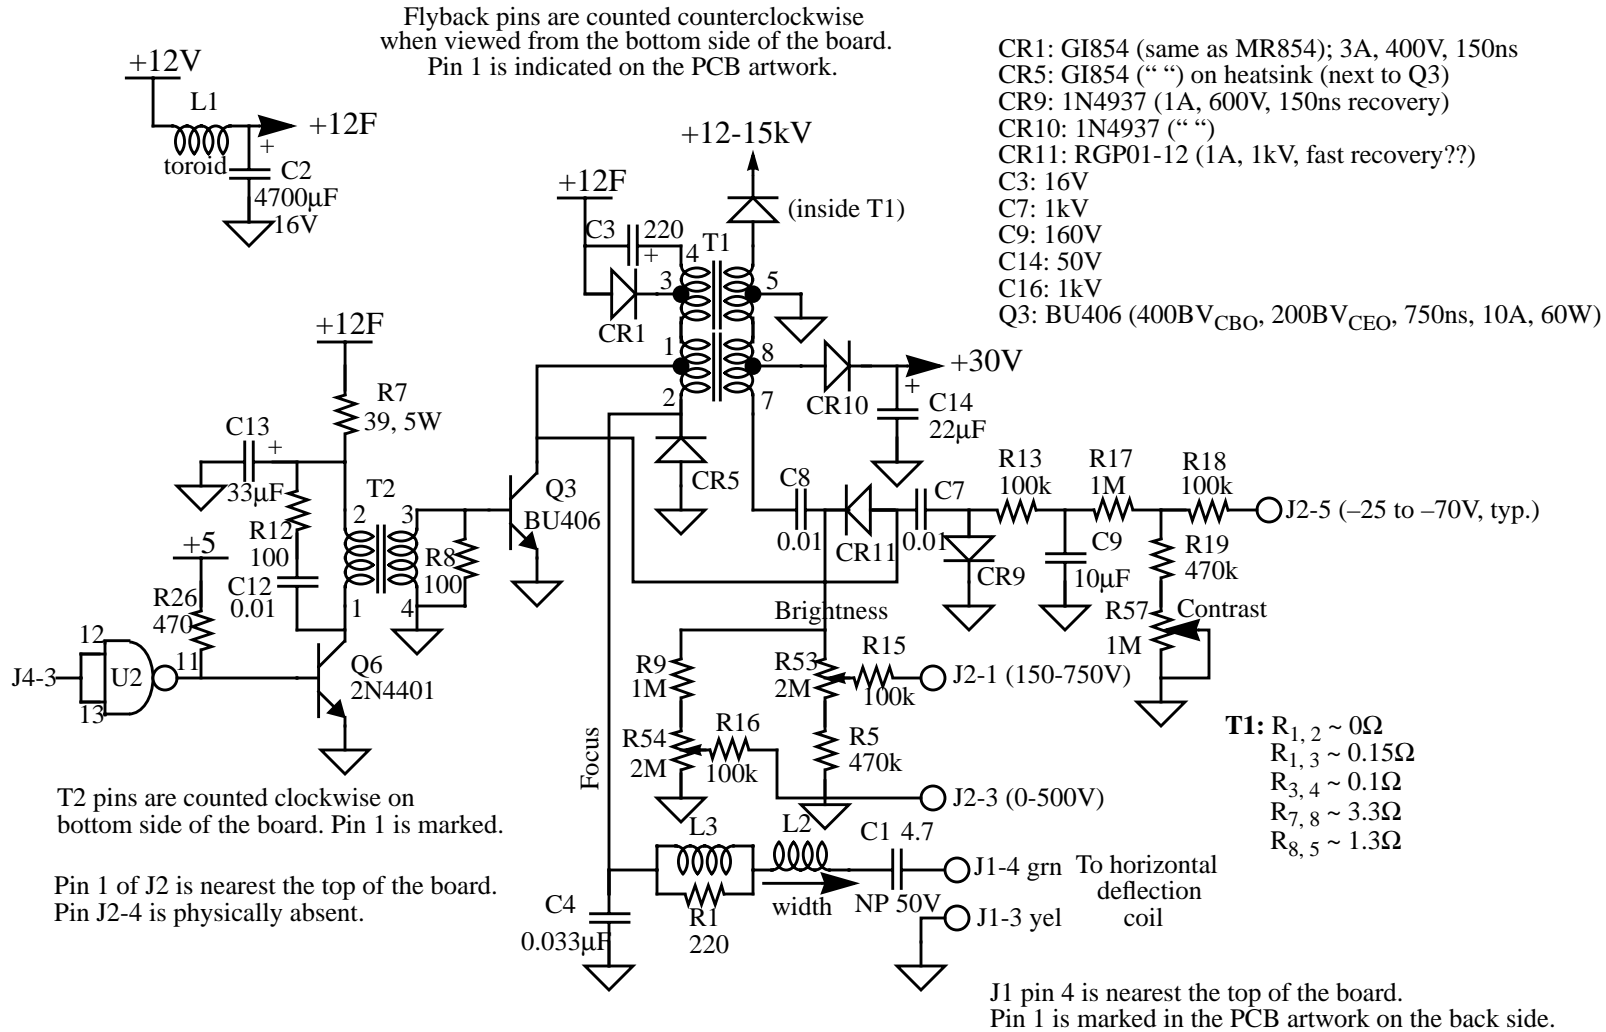 Flyback pins are counted counterclockwise
when viewed from the bottom side of the board.
Pin 1 is indicated on the PCB artwork.
+12V
L1
+12F
toroid
+
C2
4700µF
16V
CR1: GI854 (same as MR854); 3A, 400V, 150ns
CR5: GI854 (“ “) on heatsink (next to Q3)
CR9: 1N4937 (1A, 600V, 150ns recovery)
CR10: 1N4937 (“ “)
CR11: RGP01-12 (1A, 1kV, fast recovery??)
C3: 16V
C7: 1kV
C9: 160V
C14: 50V
C16: 1kV
Q3: BU406 (400BVCBO, 200BVCEO, 750ns, 10A, 60W)
+12-15kV
(inside T1)
+12F
C3
220
+
T1
4
3
5
CR1
1
8
2
7
CR10
+30V
+
C14
22µF
CR5
+12F
R7
39, 5W
C13
+
33µF
R12
100
C12
0.01
T2
2
3
1
4
R8
100
Q3
BU406
+5
R26
470
12
13
11
J4-3
U2
Q6
2N4401
C8
0.01
CR11
C7
0.01
CR9
R13
100k
C9
10µF
R17
1M
R18
100k
J2-5 (–25 to –70V, typ.)
R19
470k
R57
1M
Contrast
Brightness
R9
1M
R53
2M
R15
100k
J2-1 (150-750V)
R54
2M
R16
100k
R5
470k
J2-3 (0-500V)
Focus
T1: R1, 2 ~ 0Ω
R1, 3 ~ 0.15Ω
R3, 4 ~ 0.1Ω
R7, 8 ~ 3.3Ω
R8, 5 ~ 1.3Ω
T2 pins are counted clockwise on
bottom side of the board. Pin 1 is marked.
Pin 1 of J2 is nearest the top of the board.
Pin J2-4 is physically absent.
L3
R1
220
L2
width
C1 4.7
NP 50V
C4
0.033µF
J1-4 grn
J1-3 yel
To horizontal
deflection
coil
J1 pin 4 is nearest the top of the board.
Pin 1 is marked in the PCB artwork on the back side.